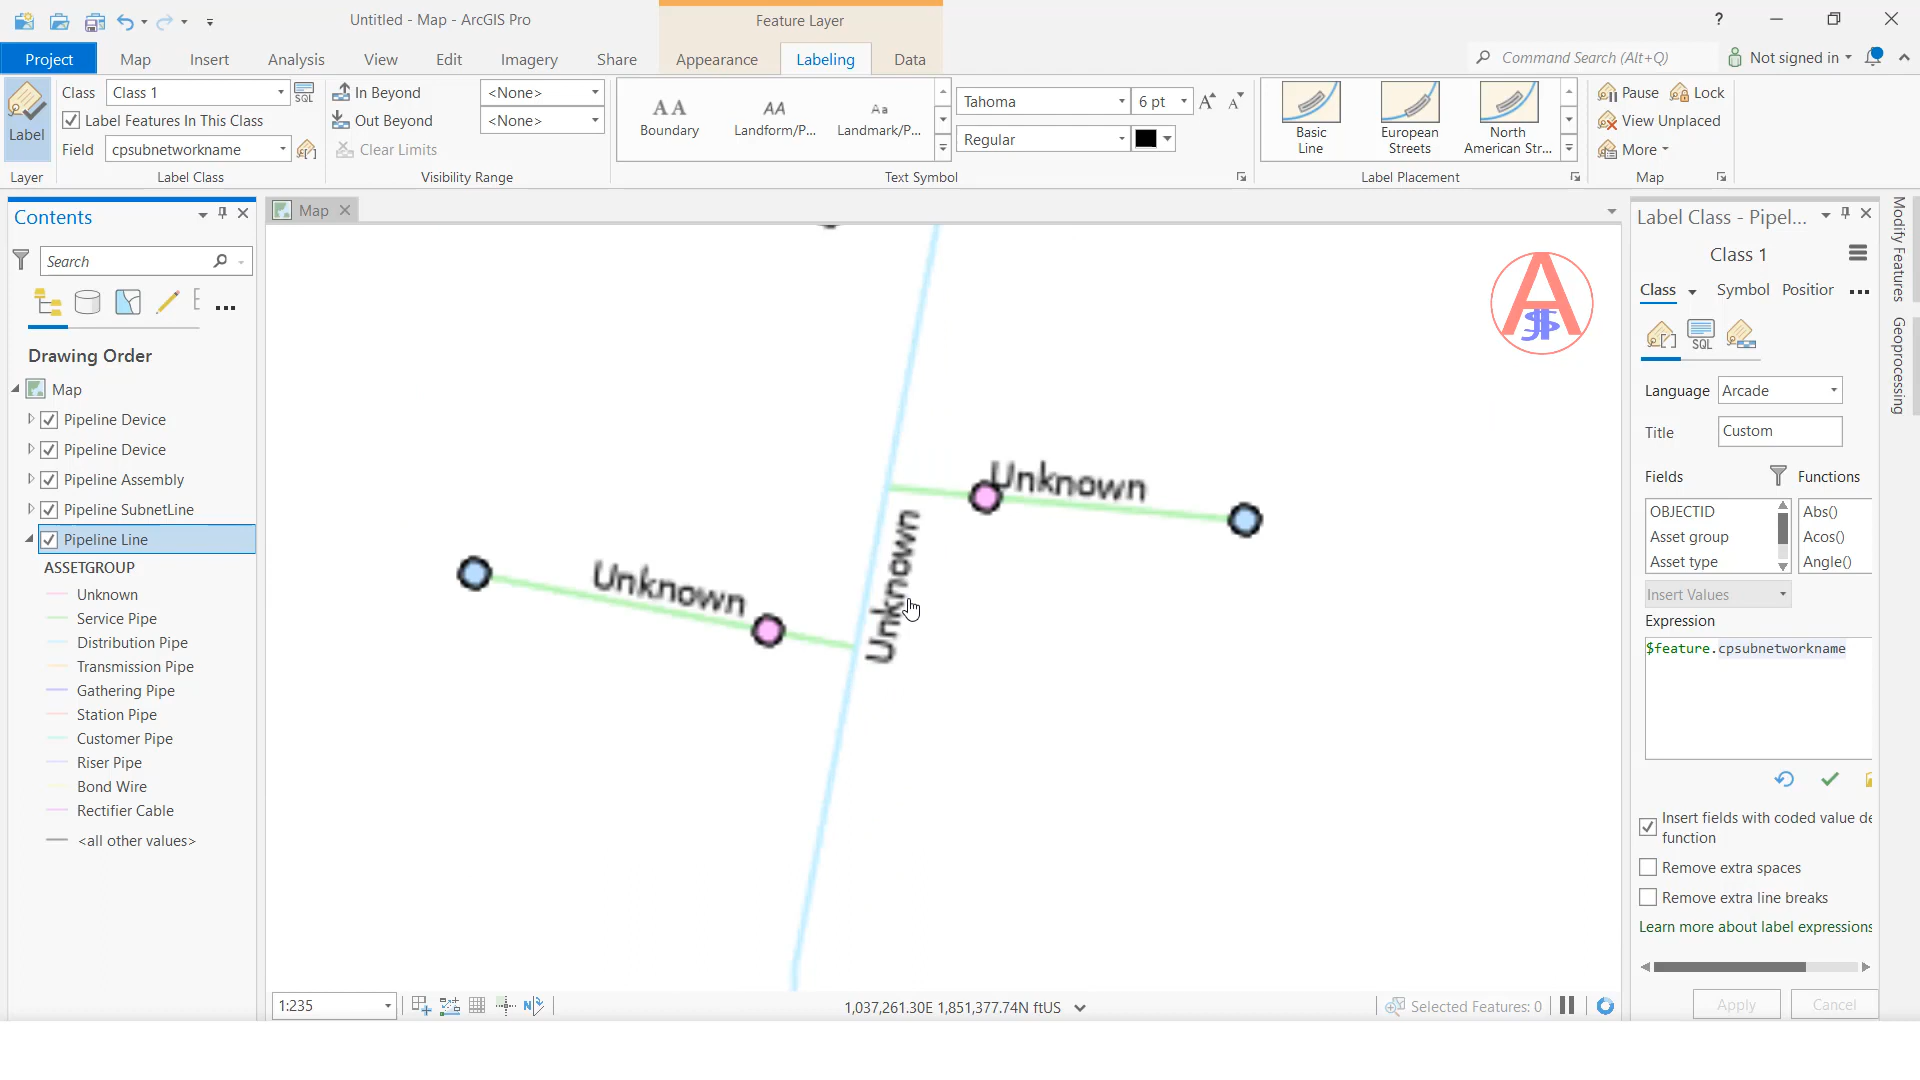 Untitled - Map - ArcGIS Pro
Feature Layer
?
Project
Map
Insert
Analysis
View
Edit
Imagery
Share
Appearance
Labeling
Data
Command Search (Alt+Q)
Not signed in
Label
Class
Class 1
SQL
Label Features In This Class
Field
cpsubnetworkname
Layer
Label Class
In Beyond
<None>
Out Beyond
<None>
Clear Limits
Visibility Range
AA
Boundary
AA
Landform/P...
Aa
Landmark/P...
Tahoma
6 pt
Regular
Text Symbol
Basic
Line
European
Streets
North
American Str...
Label Placement
Pause
Lock
View Unplaced
More
Map
Contents
Search
Drawing Order
Map
Pipeline Device
Pipeline Device
Pipeline Assembly
Pipeline SubnetLine
Pipeline Line
ASSETGROUP
Unknown
Service Pipe
Distribution Pipe
Transmission Pipe
Gathering Pipe
Station Pipe
Customer Pipe
Riser Pipe
Bond Wire
Rectifier Cable
<all other values>
Map
Unknown
Unknown
Unknown
1:235
1,037,261.30E 1,851,377.74N ftUS
Selected Features: 0
Label Class - Pipel...
Class 1
Class
Symbol
Position
SQL
Language
Arcade
Title
Custom
Fields
Functions
OBJECTID
Asset group
Asset type
Abs()
Acos()
Angle()
Insert Values
Expression
$feature.cpsubnetworkname
Insert fields with coded value de
function
Remove extra spaces
Remove extra line breaks
Learn more about label expressions
Apply
Cancel
Modify Features
Geoprocessing